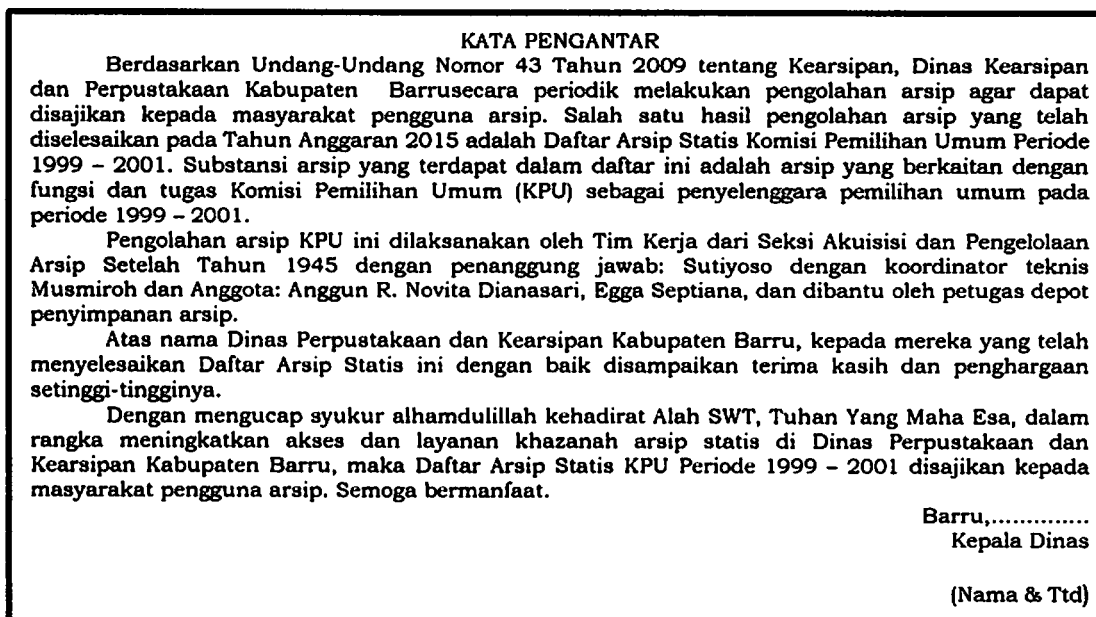 KATA PENGANTAR
Berdasarkan Undang-Undang Nomor 43 Tahun 2009 tentang Kearsipan, Dinas Kearsipan
dan Perpustakaan Kabupaten Barrusecara periodik melakukan pengolahan arsip agar dapat
disajikan kepada masyarakat pengguna arsip. Salah satu hasil pengolahan arsip yang telah
diselesaikan pada Tahun Anggaran 2015 adalah Daftar Arsip Statis Komisi Pemilihan Umum Periode
1999 – 2001. Substansi arsip yang terdapat dalam daftar ini adalah arsip yang berkaitan dengan
fungsi dan tugas Komisi Pemilihan Umum (KPU) sebagai penyelenggara pemilihan umum pada
periode 1999 – 2001.
Pengolahan arsip KPU ini dilaksanakan oleh Tim Kerja dari Seksi Akuisisi dan Pengelolaan
Arsip Setelah Tahun 1945 dengan penanggung jawab: Sutiyoso dengan koordinator teknis
Musmiroh dan Anggota: Anggun R. Novita Dianasari, Egga Septiana, dan dibantu oleh petugas depot
penyimpanan arsip.
Atas nama Dinas Perpustakaan dan Kearsipan Kabupaten Barru, kepada mereka yang telah
menyelesaikan Daftar Arsip Statis ini dengan baik disampaikan terima kasih dan penghargaan
setinggi-tingginya.
Dengan mengucap syukur alhamdulillah kehadirat Alah SWT, Tuhan Yang Maha Esa, dalam
rangka meningkatkan akses dan layanan khazanah arsip statis di Dinas Perpustakaan dan
Kearsipan Kabupaten Barru, maka Daftar Arsip Statis KPU Periode 1999 – 2001 disajikan kepada
masyarakat pengguna arsip. Semoga bermanfaat.
Barru,..............
Kepala Dinas
(Nama & Ttd)